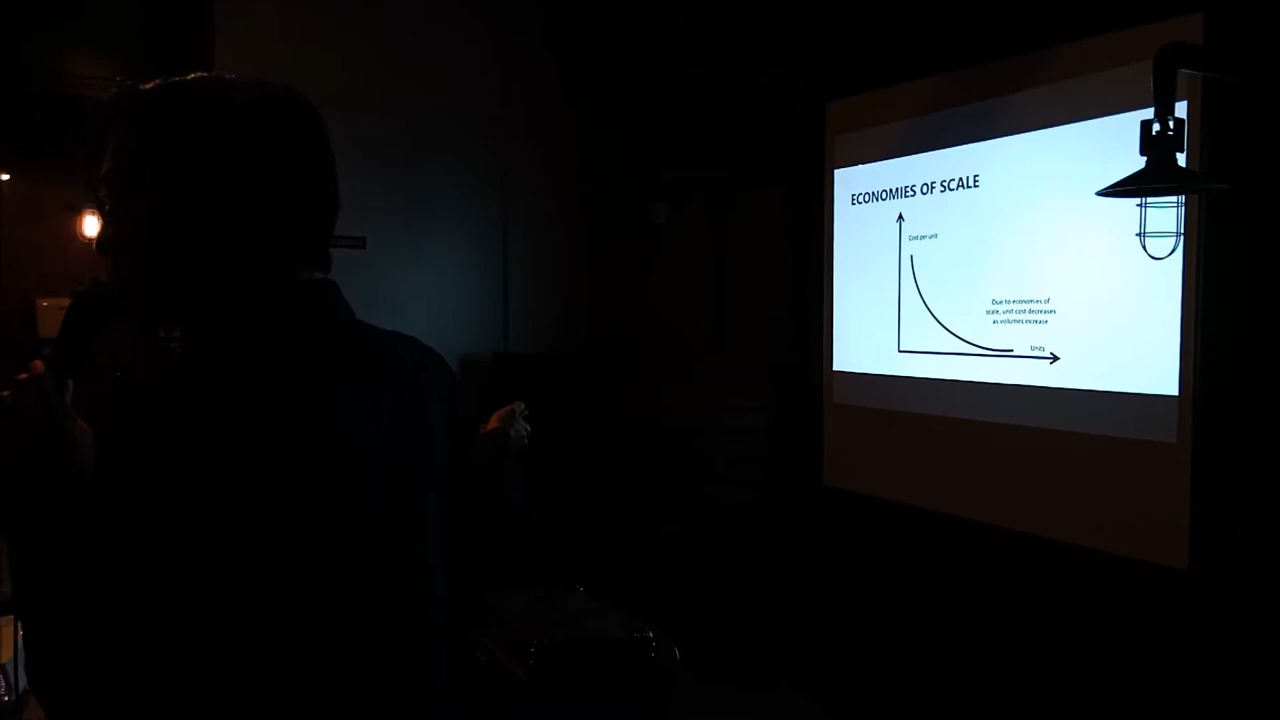 ECONOMIES OF SCALE
Cost per unit
Due to economies of
scale, unit cost decreases
as volumes increase
Units